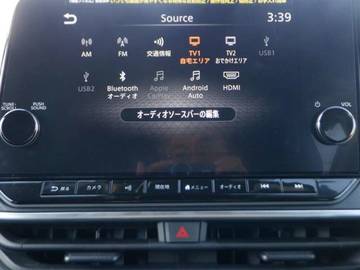 Source
3:39
AM
FM
交通情報
TV1
自宅エリア
TV2
おでかけエリア
USB1
USB2
Bluetooth
オーディオ
Apple
CarPlay
Android
Auto
HDMI
オーディオソースバーの編集
TUNE
SCROLL
PUSH
SOUND
VOL
戻る
カメラ
現在地
メニュー
オーディオ